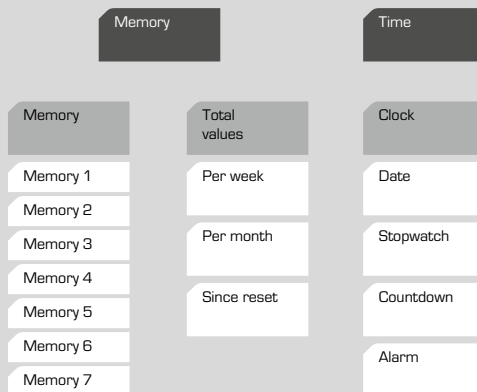 Memory
Time
Memory
Total
values
Clock
Memory 1
Per week
Date
Memory 2
Memory 3
Per month
Stopwatch
Memory 4
Memory 5
Since reset
Countdown
Memory 6
Alarm
Memory 7